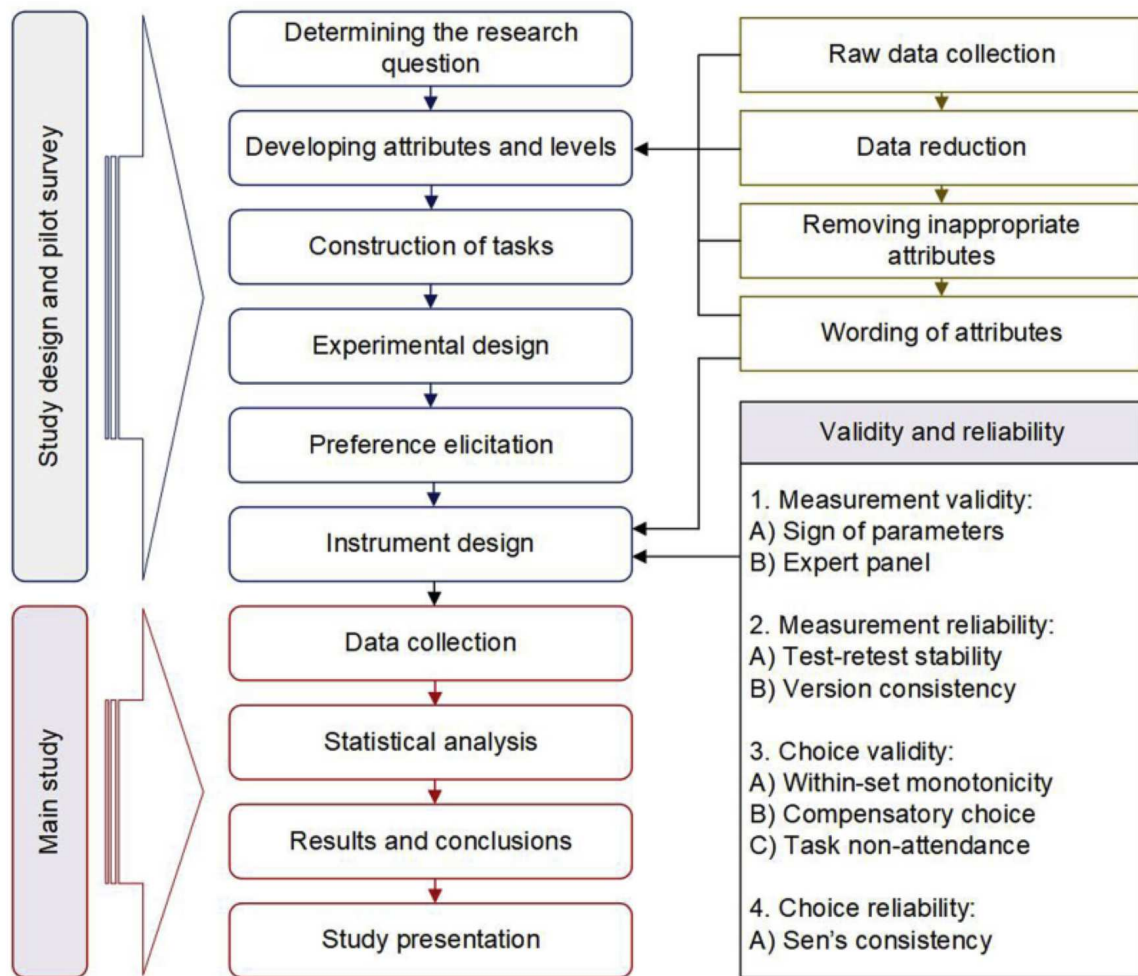 Study design and pilot survey
Main study
Determining the research
question
Developing attributes and levels
Construction of tasks
Experimental design
Preference elicitation
Instrument design
Data collection
Statistical analysis
Results and conclusions
Study presentation
Raw data collection
Data reduction
Removing inappropriate
attributes
Wording of attributes
Validity and reliability
1. Measurement validity:
A) Sign of parameters
B) Expert panel
2. Measurement reliability:
A) Test-retest stability
B) Version consistency
3. Choice validity:
A) Within-set monotonicity
B) Compensatory choice
C) Task non-attendance
4. Choice reliability:
A) Sen's consistency